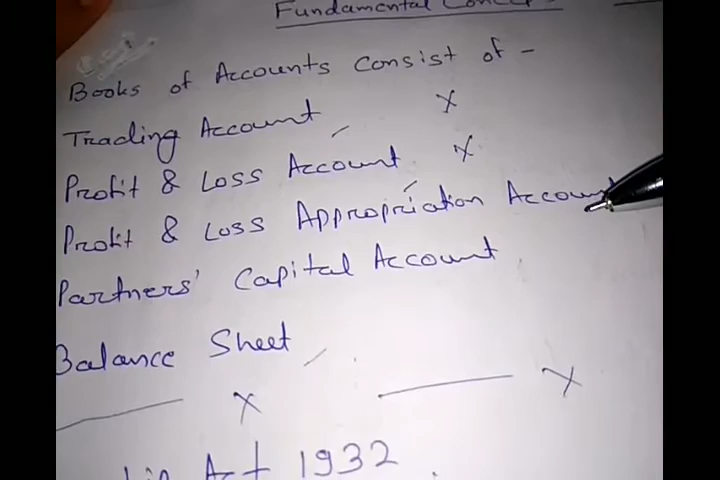 Fundamental
Books of Accounts Consist of -
Trading Account X
Profit & Loss Account X
Profit & Loss Appropriation Account
Partners' Capital Account
Balance Sheet
X X
Act 1932